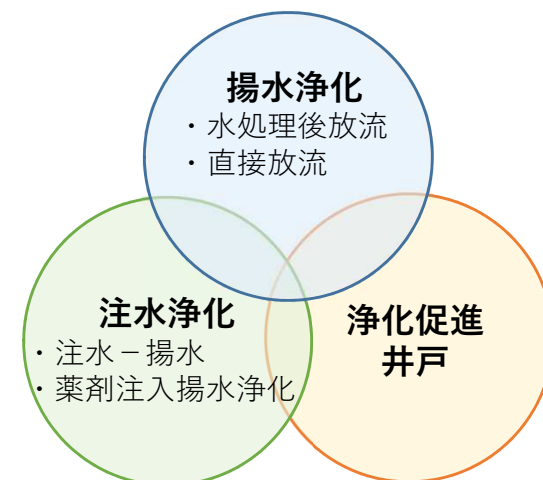 揚水浄化
・水処理後放流
・直接放流
注水浄化
・注水－揚水
・薬剤注入揚水浄化
浄化促進
井戸